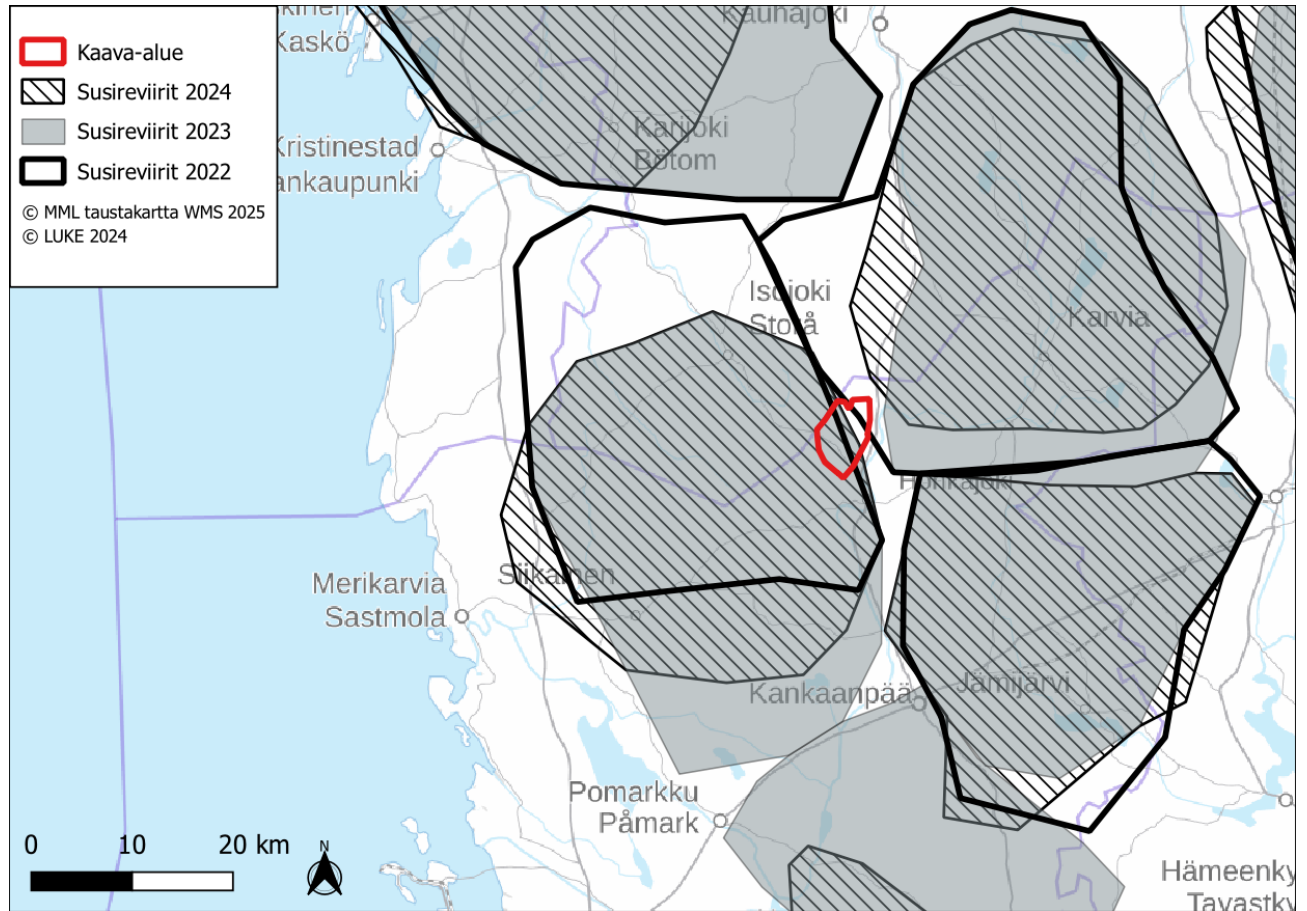 Kaava-alue
Susireviirit 2024
Susireviirit 2023
Susireviirit 2022
© MML taustakartta WMS 2025
© LUKE 2024
Kaskö
Kauhajoki
Kristinestad
ankaupunki
Karijoki
Bötom
Isojoki
Storå
Karvia
Honkajoki
Siikainen
Merikarvia
Sastmola
Kankaanpää
Jämijärvi
Pomarkku
Påmark
Hämeenky
Tavastky
0 10 20 km
N